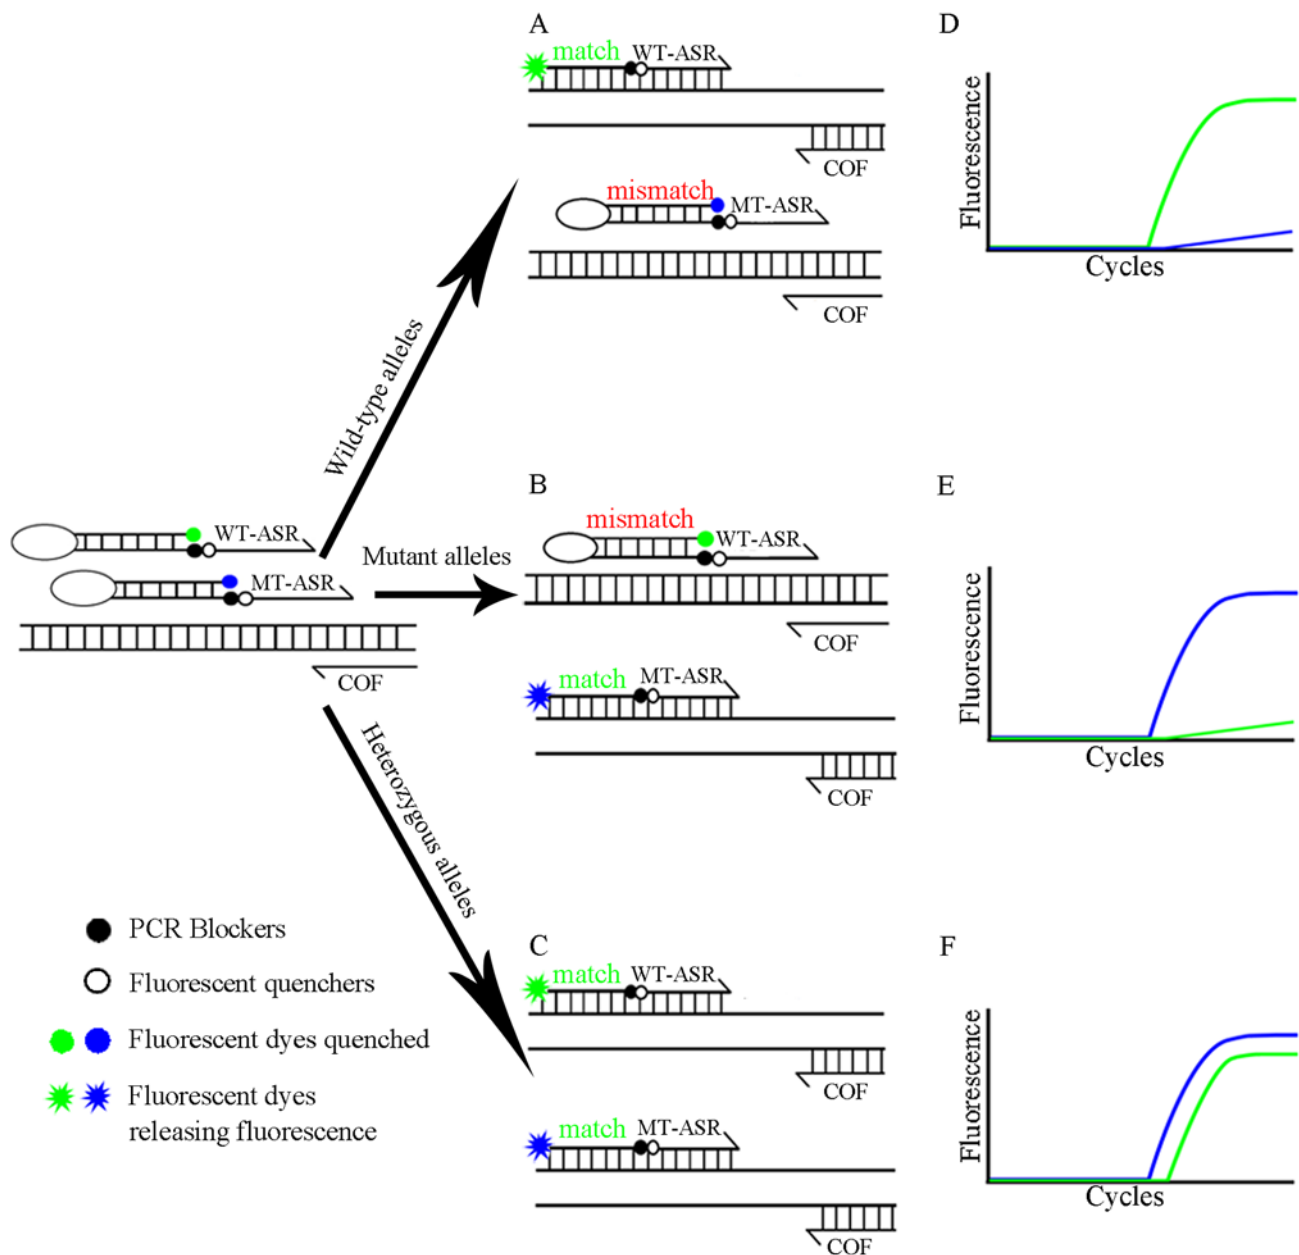 A
match WT-ASR
COF
mismatch MT-ASR
COF
D
Fluorescence
Cycles
Wild-type alleles
WT-ASR
MT-ASR
COF
Mutant alleles
B
mismatch WT-ASR
COF
match MT-ASR
COF
E
Fluorescence
Cycles
Heterozygous alleles
C
match WT-ASR
COF
match MT-ASR
COF
F
Fluorescence
Cycles
PCR Blockers
Fluorescent quenchers
Fluorescent dyes quenched
Fluorescent dyes
releasing fluorescence